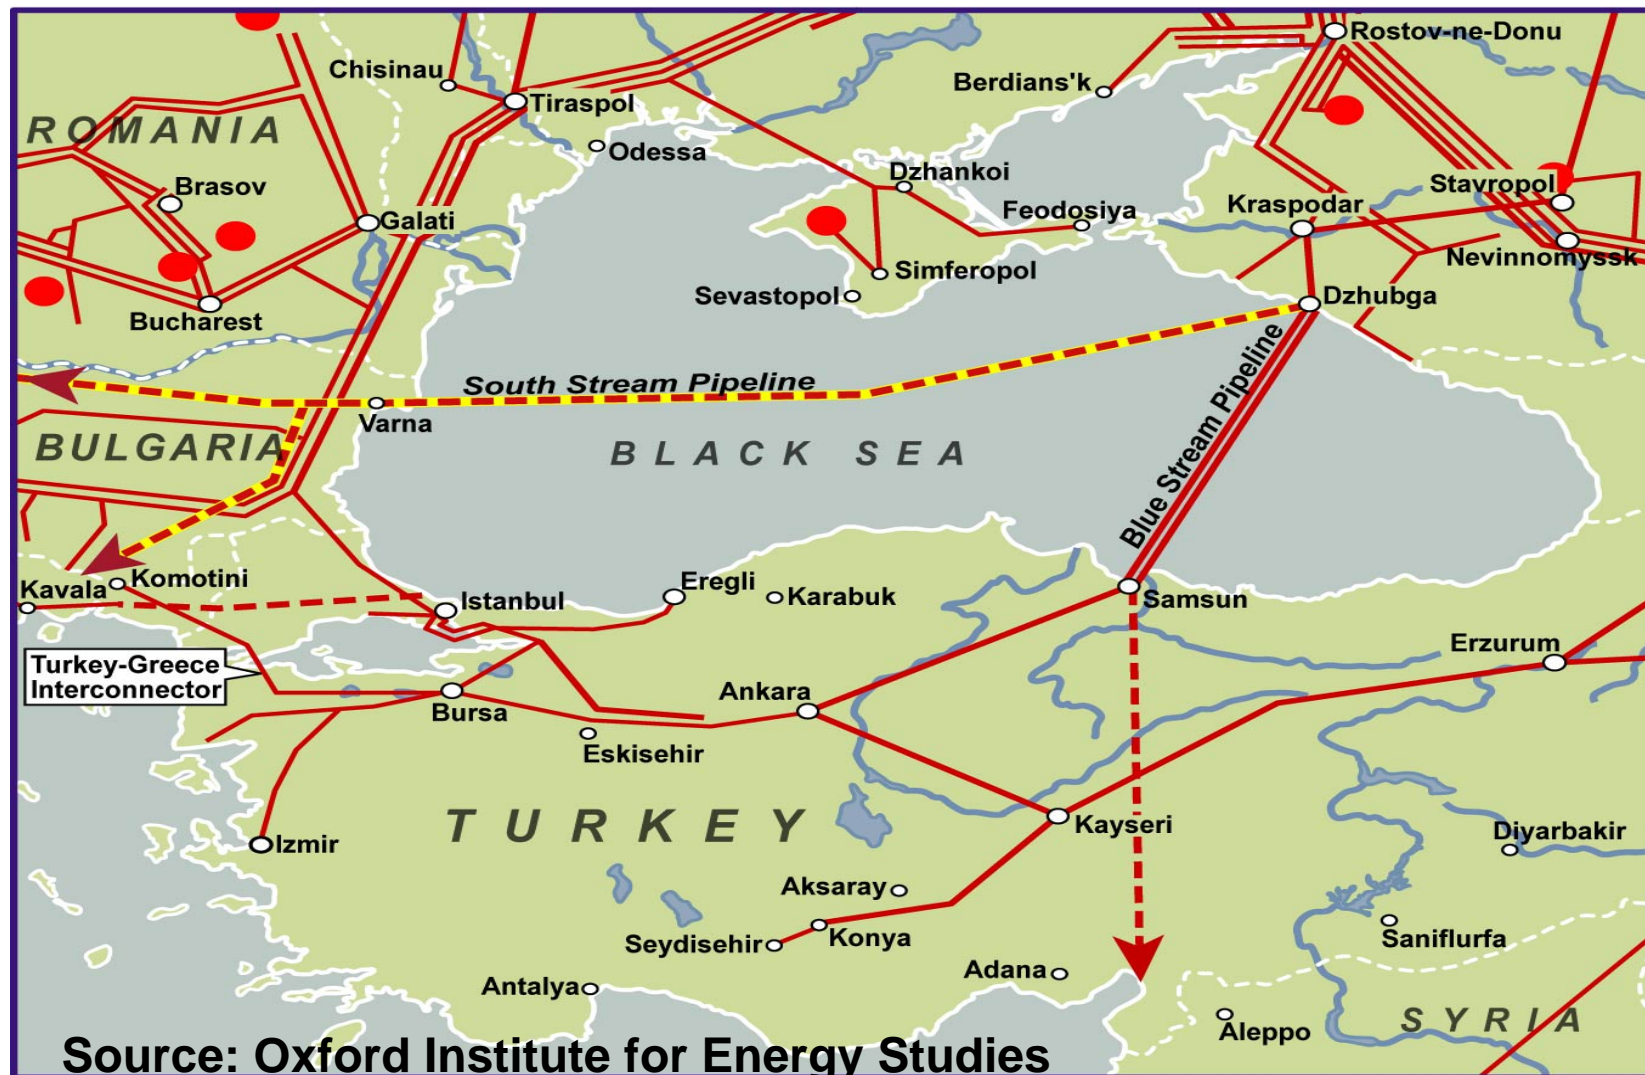 Rostov-ne-Donu
Chisinau
Berdians'k
Tiraspol
ROMANIA
Odessa
Dzhankoi
Brasov
Stavropol
Galati
Feodosiya
Kraspodar
Nevinnomyssk
Simferopol
Sevastopol
Dzhubga
Bucharest
South Stream Pipeline
Blue Stream Pipeline
Varna
BULGARIA
BLACK SEA
Kavala
Komotini
Eregli
Istanbul
Karabuk
Samsun
Erzurum
Turkey-Greece
Interconnector
Ankara
Bursa
Eskisehir
TURKEY
Kayseri
Izmir
Diyarbakir
Aksaray
Seydisehir
Konya
Saniflurfa
Adana
Antalya
SYRIA
Aleppo
Source: Oxford Institute for Energy Studies